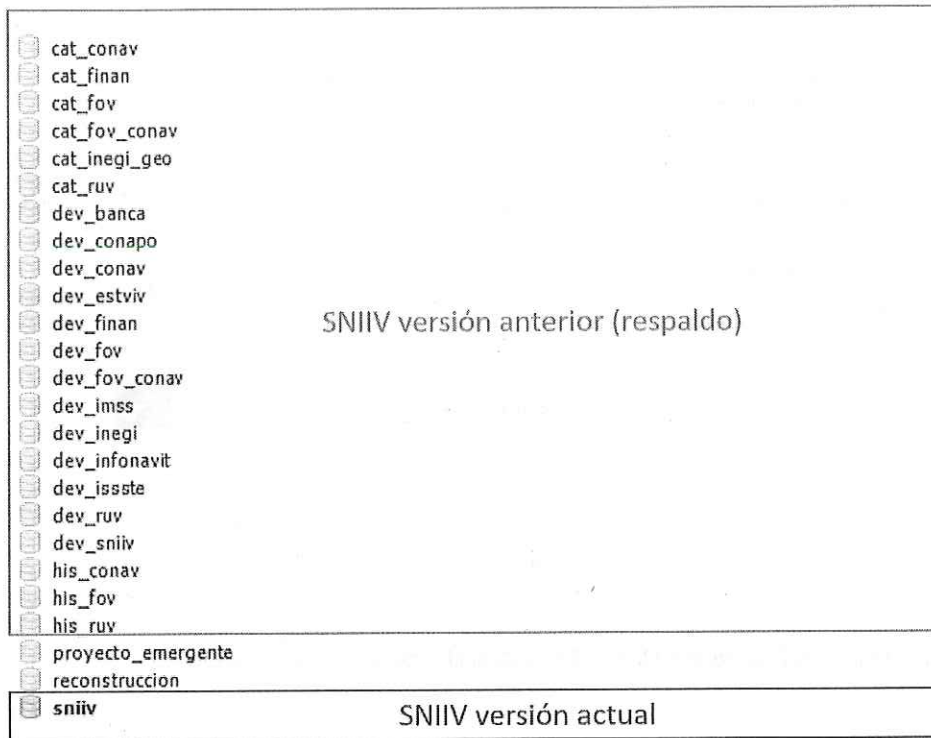 cat_conav
cat_finan
cat_fov
cat_fov_conav
cat_inegi_geo
cat_ruv
dev_banca
dev_conapo
dev_conav
dev_estviv
SNIIV versión anterior (respaldo)
dev_finan
dev_fov
dev_fov_conav
dev_imss
dev_inegi
dev_infonavit
dev_issste
dev_ruv
dev_sniiv
his_conav
his_fov
his_ruv
proyecto_emergente
reconstruccion
sniiv
SNIIV versión actual